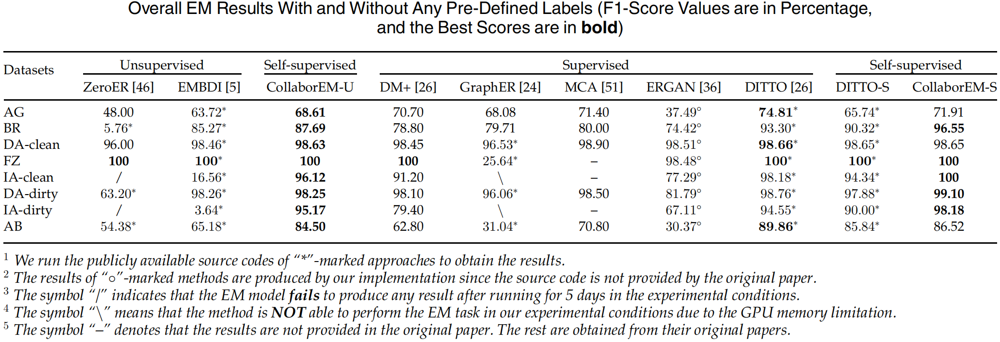 Overall EM Results With and Without Any Pre-Defined Labels (F1-Score Values are in Percentage,
and the Best Scores are in bold)
Datasets Unsupervised Self-supervised Supervised Self-supervised
ZeroER [46] EMBDI [5] CollaborEM-U DM+ [26] GraphER [24] MCA [51] ERGAN [36] DITTO [26] DITTO-S CollaborEM-S
AG 48.00 63.72* 68.61 70.70 68.08 71.40 37.49° 74.81* 65.74* 71.91
BR 5.76* 85.27* 87.69 78.80 79.71 80.00 74.42° 93.30* 90.32* 96.55
DA-clean 96.00 98.46* 98.63 98.45 96.53* 98.90 98.51° 98.66* 98.65* 98.65
FZ 100 100* 100 100 25.64* – 98.48° 100* 100* 100
IA-clean / 16.56* 96.12 91.20 \ – 77.29° 98.18* 94.34* 100
DA-dirty 63.20* 98.26* 98.25 98.10 96.06* 98.50 81.79° 98.76* 97.88* 99.10
IA-dirty / 3.64* 95.17 79.40 \ – 67.11° 94.55* 90.00* 98.18
AB 54.38* 65.18* 84.50 62.80 31.04* 70.80 30.37° 89.86* 85.84* 86.52
1 We run the publicly available source codes of “*”-marked approaches to obtain the results.
2 The results of “○”-marked methods are produced by our implementation since the source code is not provided by the original paper.
3 The symbol “/” indicates that the EM model fails to produce any result after running for 5 days in the experimental conditions.
4 The symbol “\” means that the method is NOT able to perform the EM task in our experimental conditions due to the GPU memory limitation.
5 The symbol “–” denotes that the results are not provided in the original paper. The rest are obtained from their original papers.